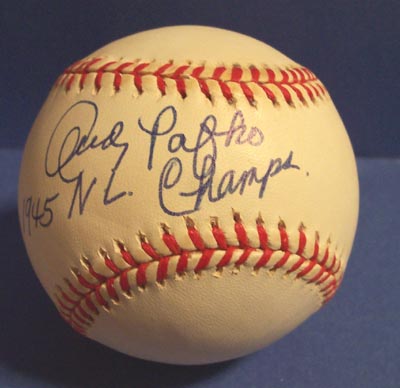 Andy Pafko
1945 N L. Champs.